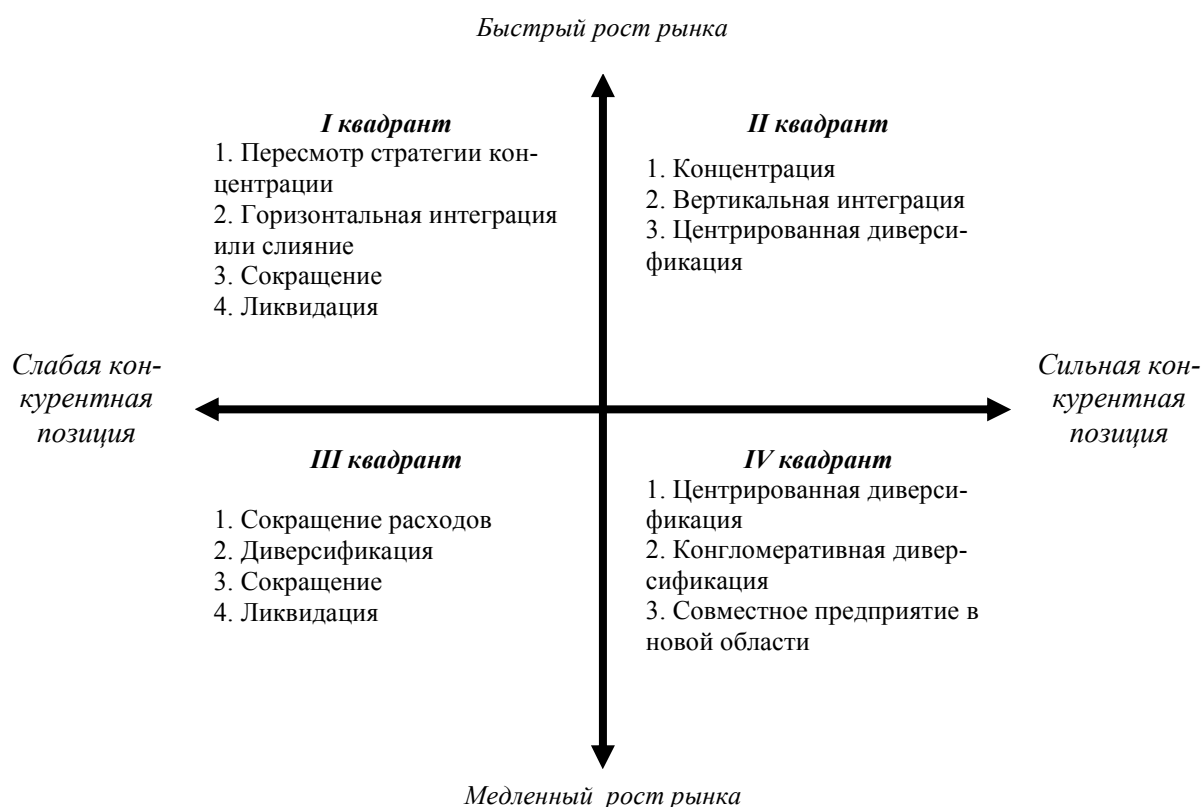 Быстрый рост рынка
I квадрант
1. Пересмотр стратегии кон-
центрации
2. Горизонтальная интеграция
или слияние
3. Сокращение
4. Ликвидация
II квадрант
1. Концентрация
2. Вертикальная интеграция
3. Центрированная диверси-
фикация
Слабая кон-
курентная
позиция
Сильная кон-
курентная
позиция
III квадрант
1. Сокращение расходов
2. Диверсификация
3. Сокращение
4. Ликвидация
IV квадрант
1. Центрированная диверси-
фикация
2. Конгломеративная дивер-
сификация
3. Совместное предприятие в
новой области
Медленный рост рынка